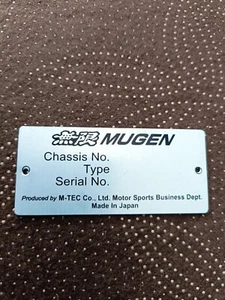 無限 MUGEN
Chassis No.
Type
Serial No.
Produced by M-TEC Co., Ltd. Motor Sports Business Dept.
Made In Japan